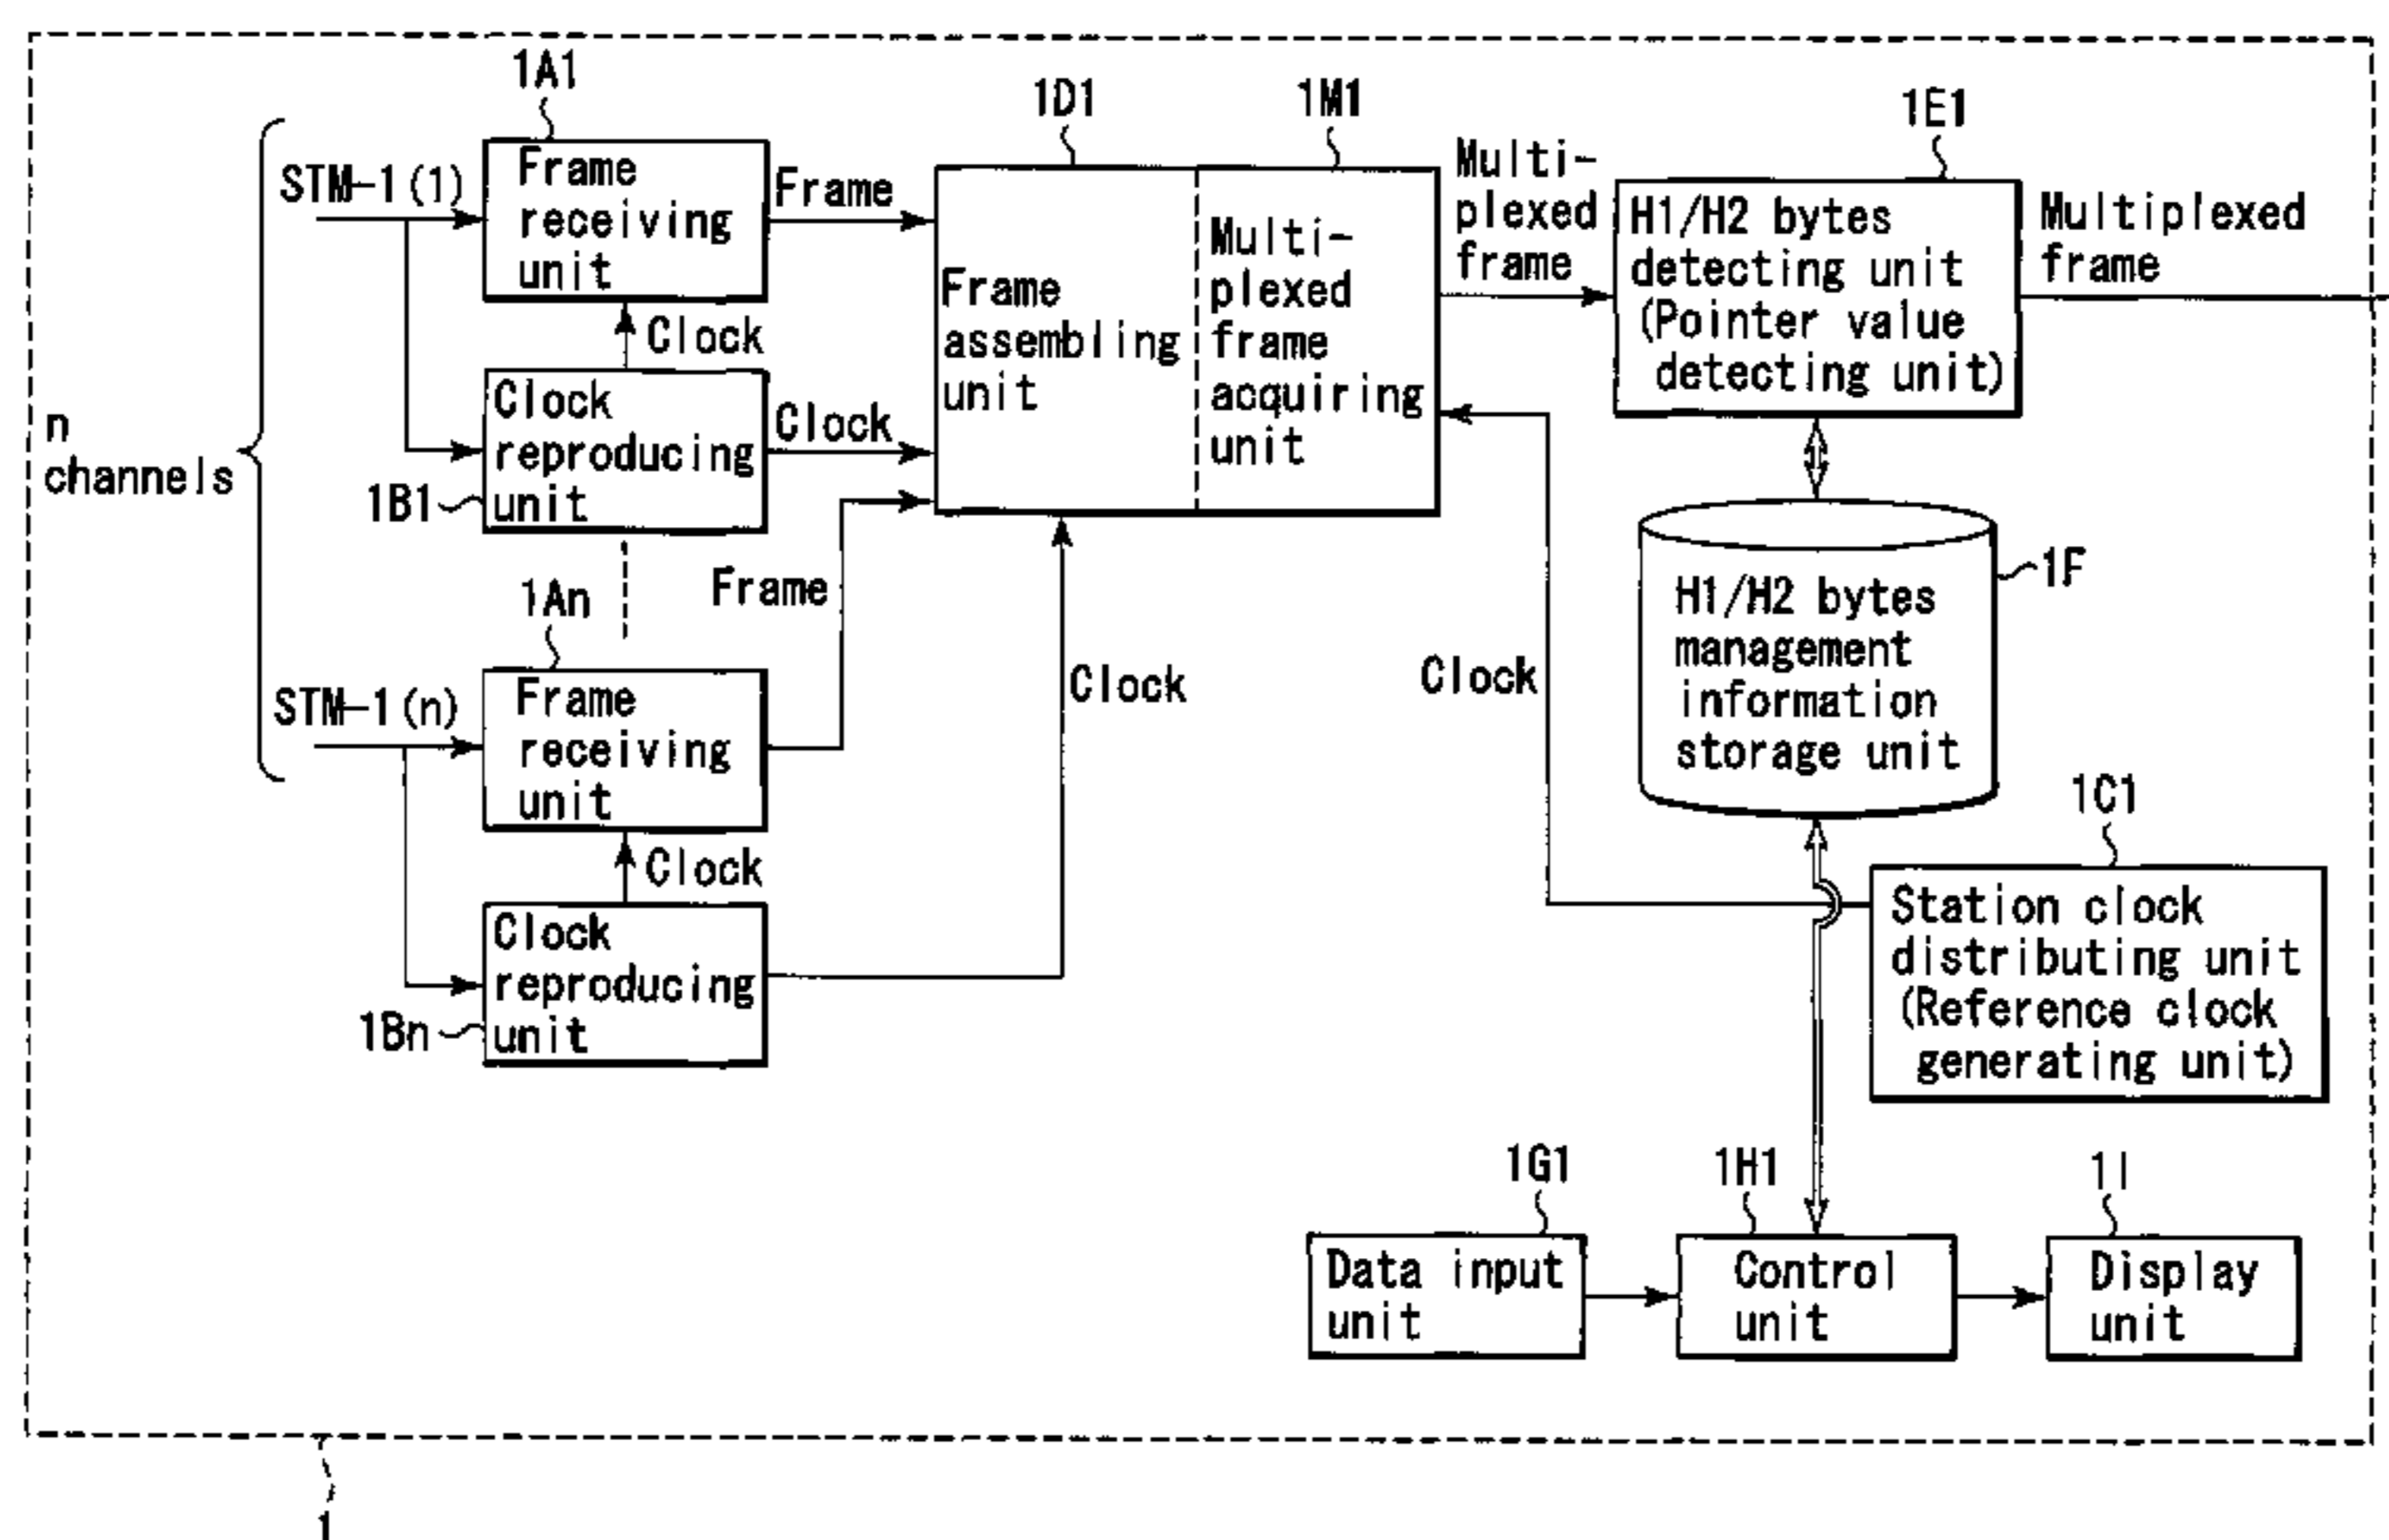 1A1
1D1
1M1
1E1
STM-1(1)
Frame
receiving
unit
Frame
Multi-
plexed
frame
H1/H2 bytes
detecting unit
(Pointer value
detecting unit)
Multiplexed
frame
Frame
assembling
unit
Multi-
plexed
frame
acquiring
unit
Clock
n
channels
Clock
reproducing
unit
Clock
1B1
1An
Frame
1F
H1/H2 bytes
management
information
storage unit
Clock
Clock
STM-1(n)
Frame
receiving
unit
1C1
Clock
Station clock
distributing unit
(Reference clock
generating unit)
Clock
reproducing
unit
1Bn
1G1
1H1
1I
Data input
unit
Control
unit
Display
unit
1